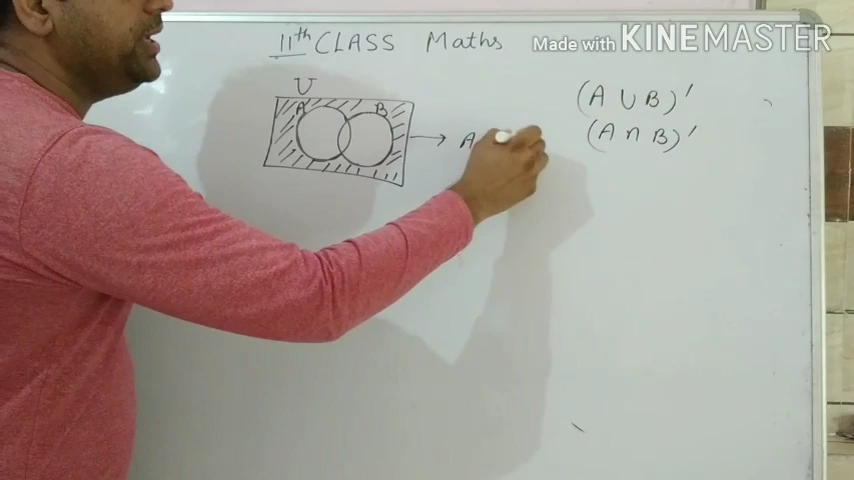 11th CLASS Maths
Made with KINEMASTER
U
A B
(A ∪ B)'
→ A
(A ∩ B)'